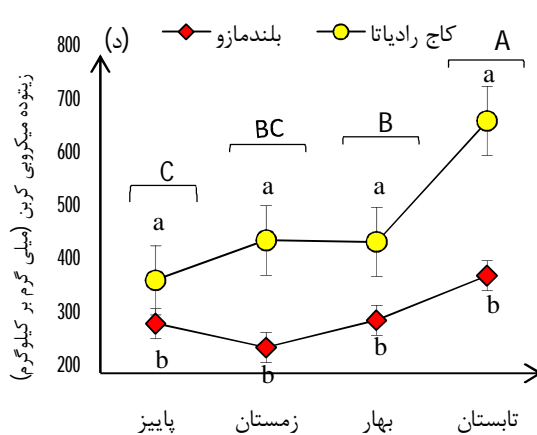 (د)
کاج رادیاتا
بلندمازو
زیتوده میکروبی کربن (میلی گرم بر کیلوگرم)
800
700
600
500
400
300
200
A
B
BC
C
a
a
a
a
b
b
b
b
پاییز
زمستان
بهار
تابستان